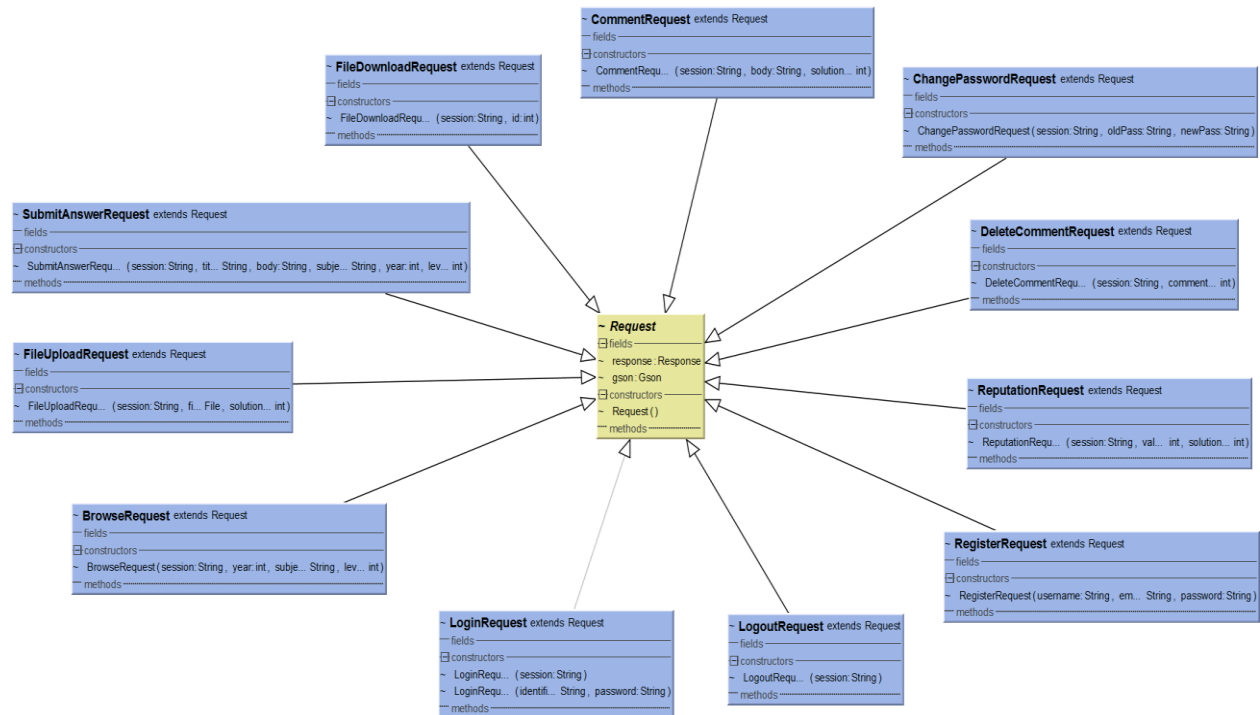 ~ CommentRequest extends Request
fields
constructors
~ CommentRequ... (session:String, body:String, solution... int)
methods
~ FileDownloadRequest extends Request
fields
constructors
~ FileDownloadRequ... (session:String, id:int)
methods
~ ChangePasswordRequest extends Request
fields
constructors
~ ChangePasswordRequest(session:String, oldPass:String, newPass:String)
methods
~ SubmitAnswerRequest extends Request
fields
constructors
~ SubmitAnswerRequ... (session:String, tit... String, body:String, subje... String, year:int, lev... int)
methods
~ DeleteCommentRequest extends Request
fields
constructors
~ DeleteCommentRequ... (session:String, comment... int)
methods
~ Request
fields
~ response:Response
~ gson:Gson
constructors
~ Request()
methods
~ FileUploadRequest extends Request
fields
constructors
~ FileUploadRequ... (session:String, fi... File, solution... int)
methods
~ ReputationRequest extends Request
fields
constructors
~ ReputationRequ... (session:String, val... int, solution... int)
methods
~ BrowseRequest extends Request
fields
constructors
~ BrowseRequest(session:String, year:int, subje... String, lev... int)
methods
~ RegisterRequest extends Request
fields
constructors
~ RegisterRequest(username:String, em... String, password:String)
methods
~ LoginRequest extends Request
fields
constructors
~ LoginRequ... (session:String)
~ LoginRequ... (identifi... String, password:String)
methods
~ LogoutRequest extends Request
fields
constructors
~ LogoutRequ... (session:String)
methods